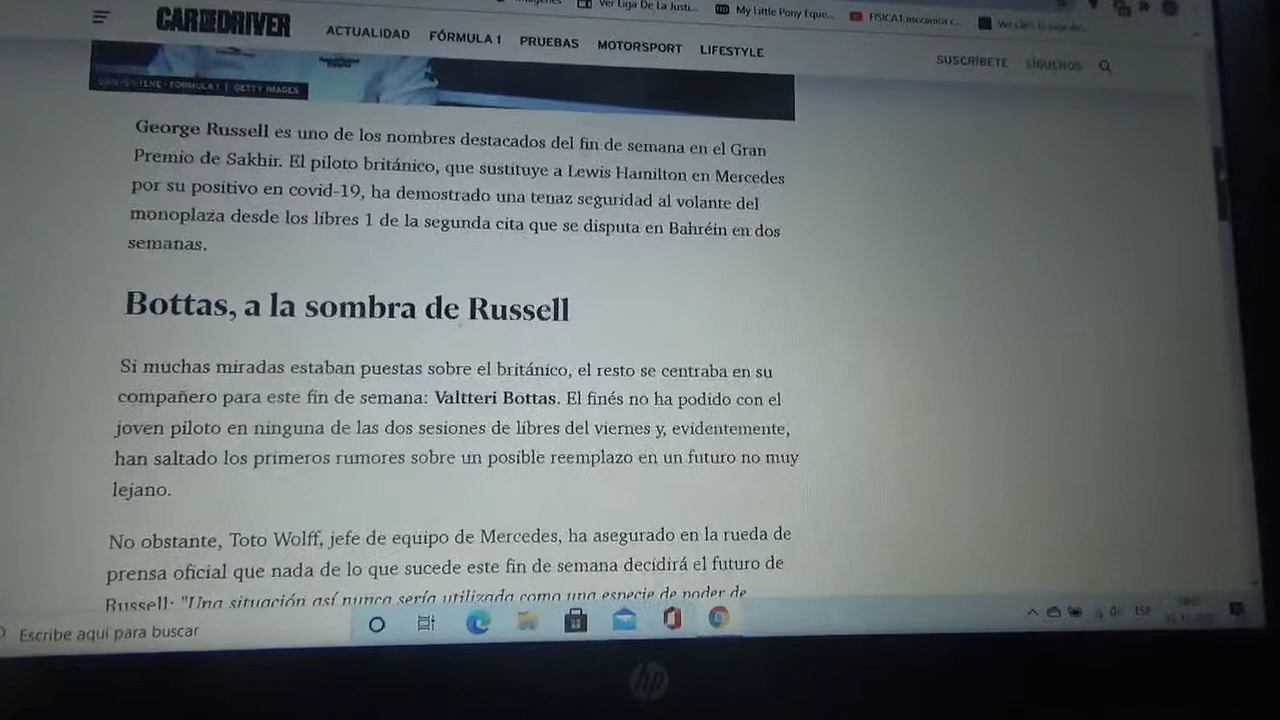 Ver Liga De La Justi...
My Little Pony Eque...
FISICA1 mecanica c...
CAR AND DRIVER
ACTUALIDAD FÓRMULA 1 PRUEBAS MOTORSPORT LIFESTYLE
SUSCRÍBETE SÍGUENOS
FORMULA 1 | GETTY IMAGES
George Russell es uno de los nombres destacados del fin de semana en el Gran
Premio de Sakhir. El piloto británico, que sustituye a Lewis Hamilton en Mercedes
por su positivo en covid-19, ha demostrado una tenaz seguridad al volante del
monoplaza desde los libres 1 de la segunda cita que se disputa en Bahréin en dos
semanas.
Bottas, a la sombra de Russell
Si muchas miradas estaban puestas sobre el británico, el resto se centraba en su
compañero para este fin de semana: Valtteri Bottas. El finés no ha podido con el
joven piloto en ninguna de las dos sesiones de libres del viernes y, evidentemente,
han saltado los primeros rumores sobre un posible reemplazo en un futuro no muy
lejano.
No obstante, Toto Wolff, jefe de equipo de Mercedes, ha asegurado en la rueda de
prensa oficial que nada de lo que sucede este fin de semana decidirá el futuro de
Russell: "Una situación así nunca sería utilizada como una especie de poder de
Escribe aquí para buscar
ESP
hp